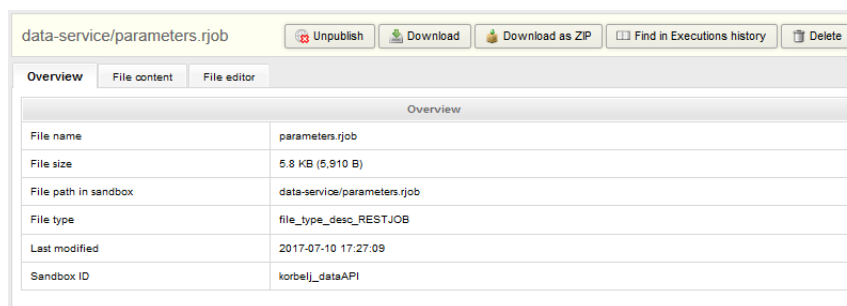 data-service/parameters.rjob Unpublish Download Download as ZIP Find in Executions history Delete
Overview File content File editor
Overview
File name parameters.rjob
File size 5.8 KB (5,910 B)
File path in sandbox data-service/parameters.rjob
File type file_type_desc_RESTJOB
Last modified 2017-07-10 17:27:09
Sandbox ID korbelj_dataAPI